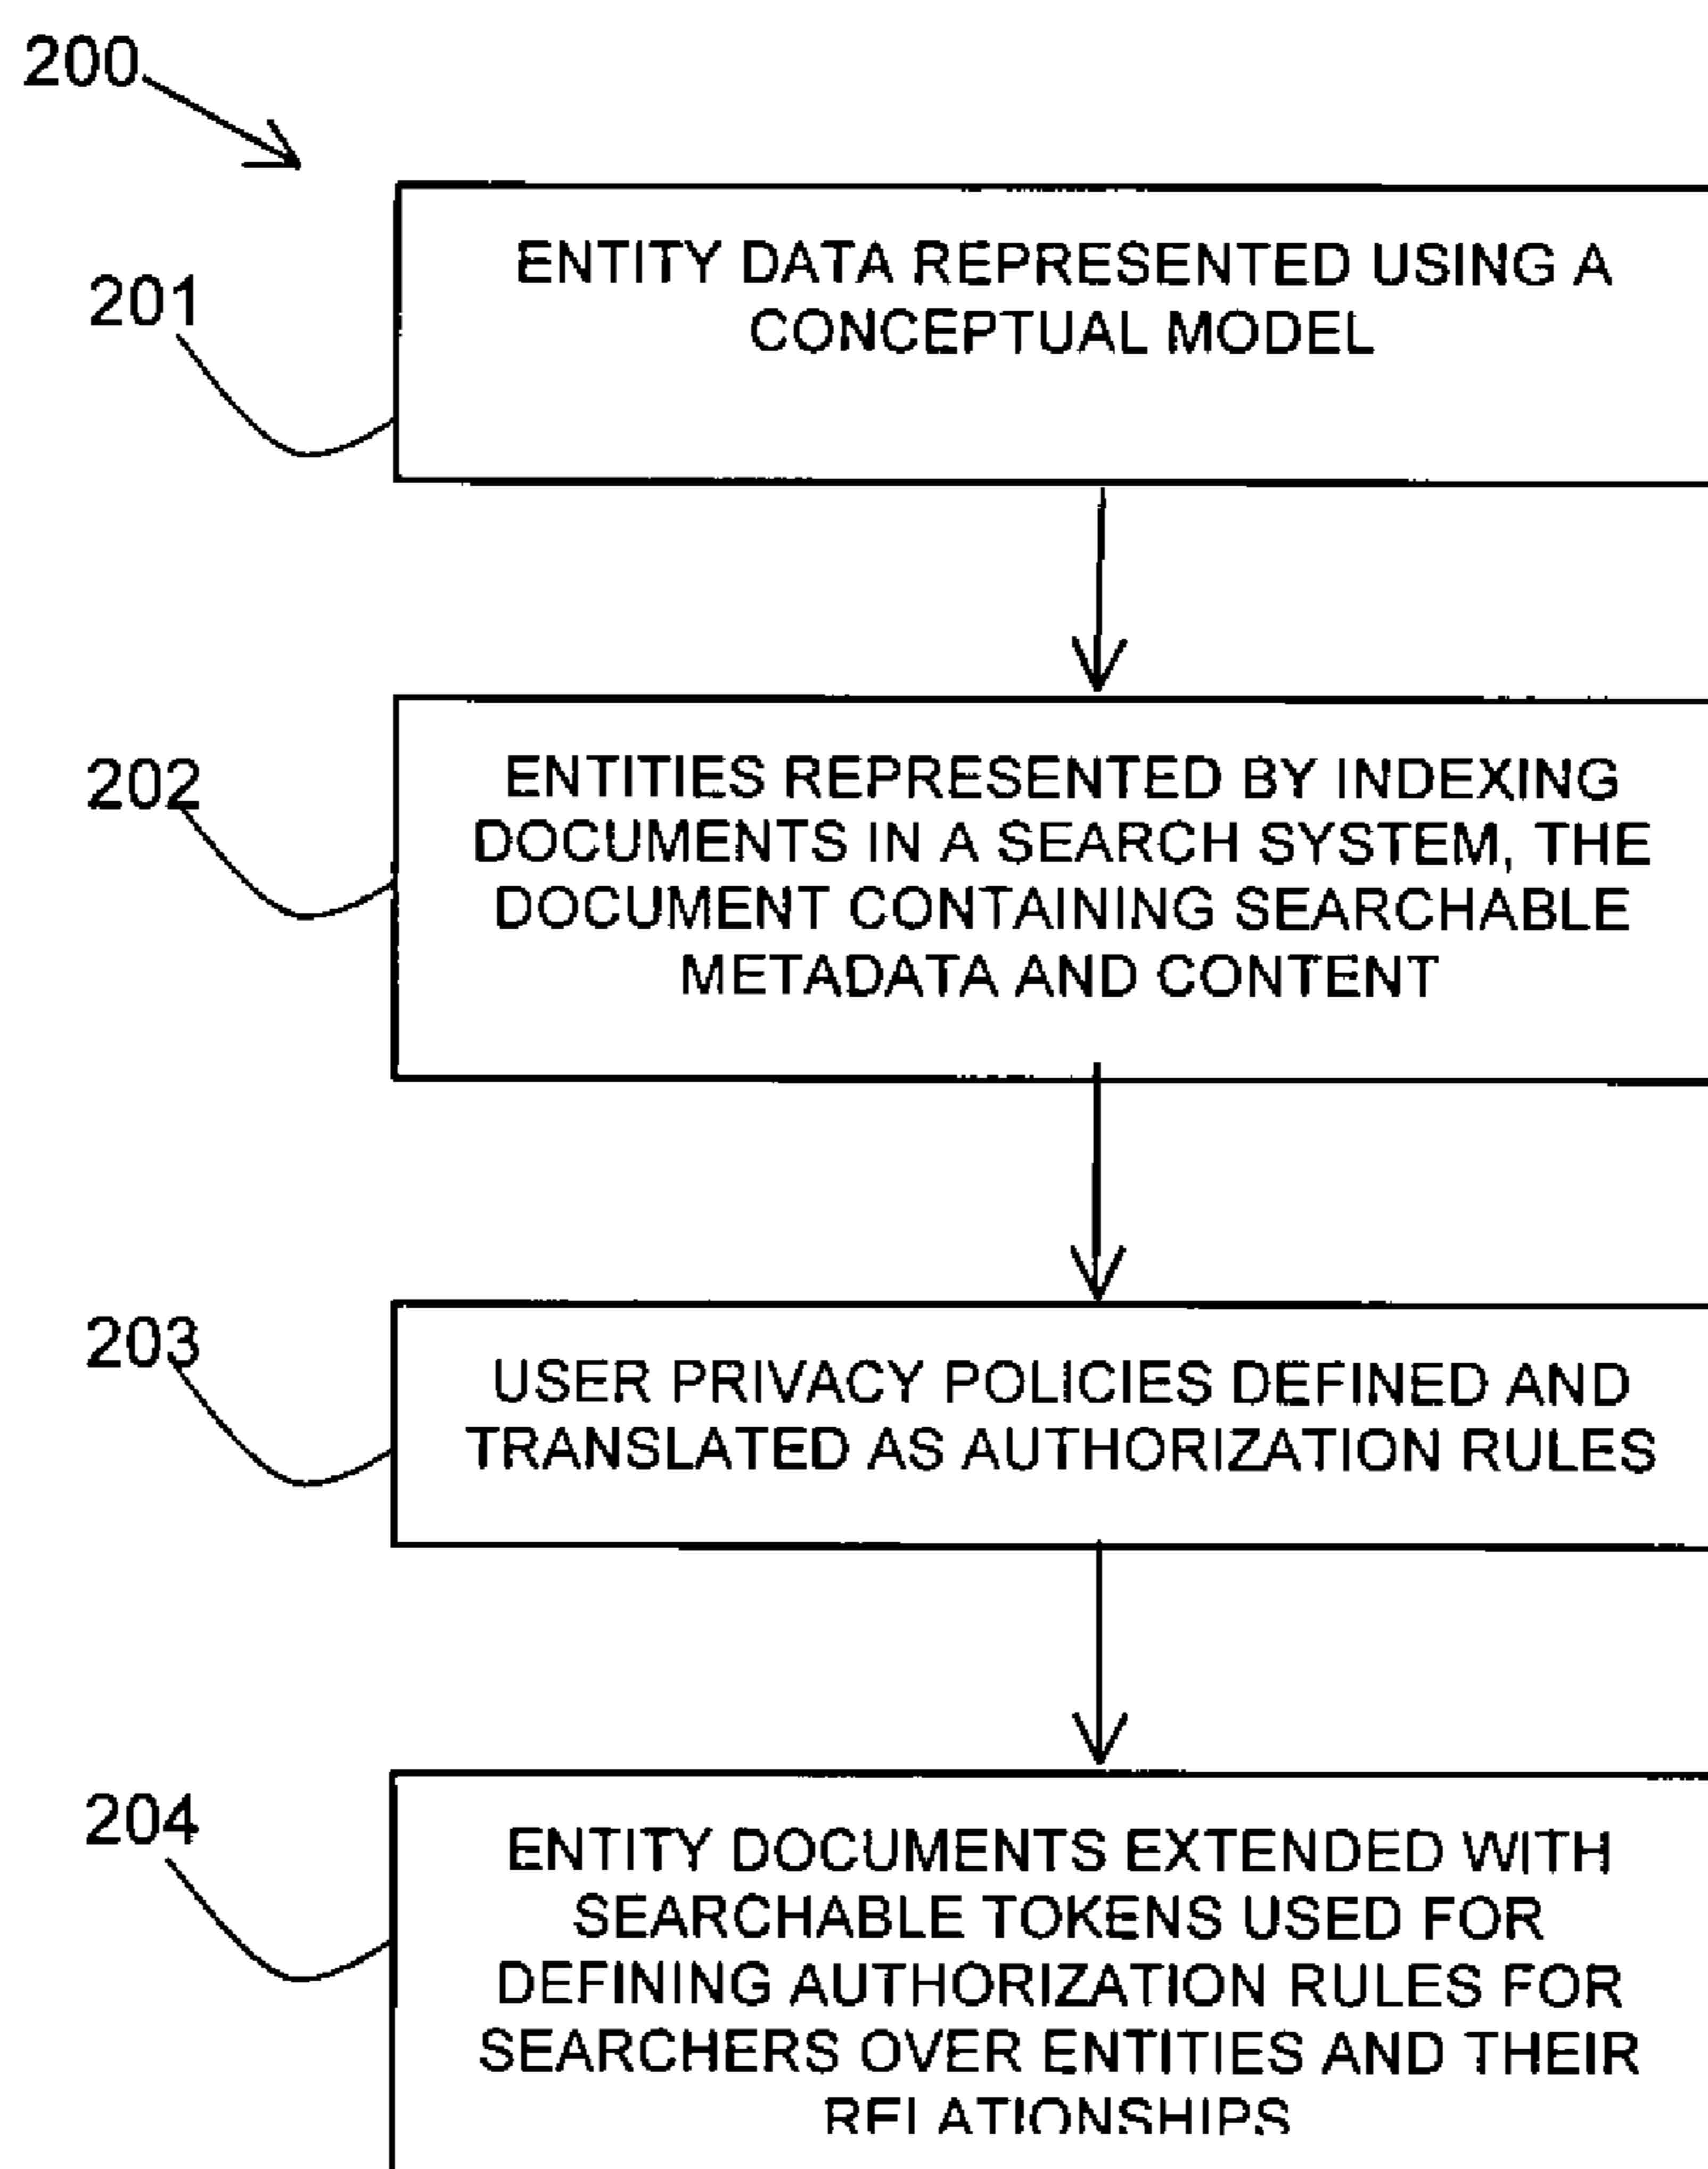 200
201
ENTITY DATA REPRESENTED USING A
CONCEPTUAL MODEL
202
ENTITIES REPRESENTED BY INDEXING
DOCUMENTS IN A SEARCH SYSTEM, THE
DOCUMENT CONTAINING SEARCHABLE
METADATA AND CONTENT
203
USER PRIVACY POLICIES DEFINED AND
TRANSLATED AS AUTHORIZATION RULES
204
ENTITY DOCUMENTS EXTENDED WITH
SEARCHABLE TOKENS USED FOR
DEFINING AUTHORIZATION RULES FOR
SEARCHERS OVER ENTITIES AND THEIR
RELATIONSHIPS